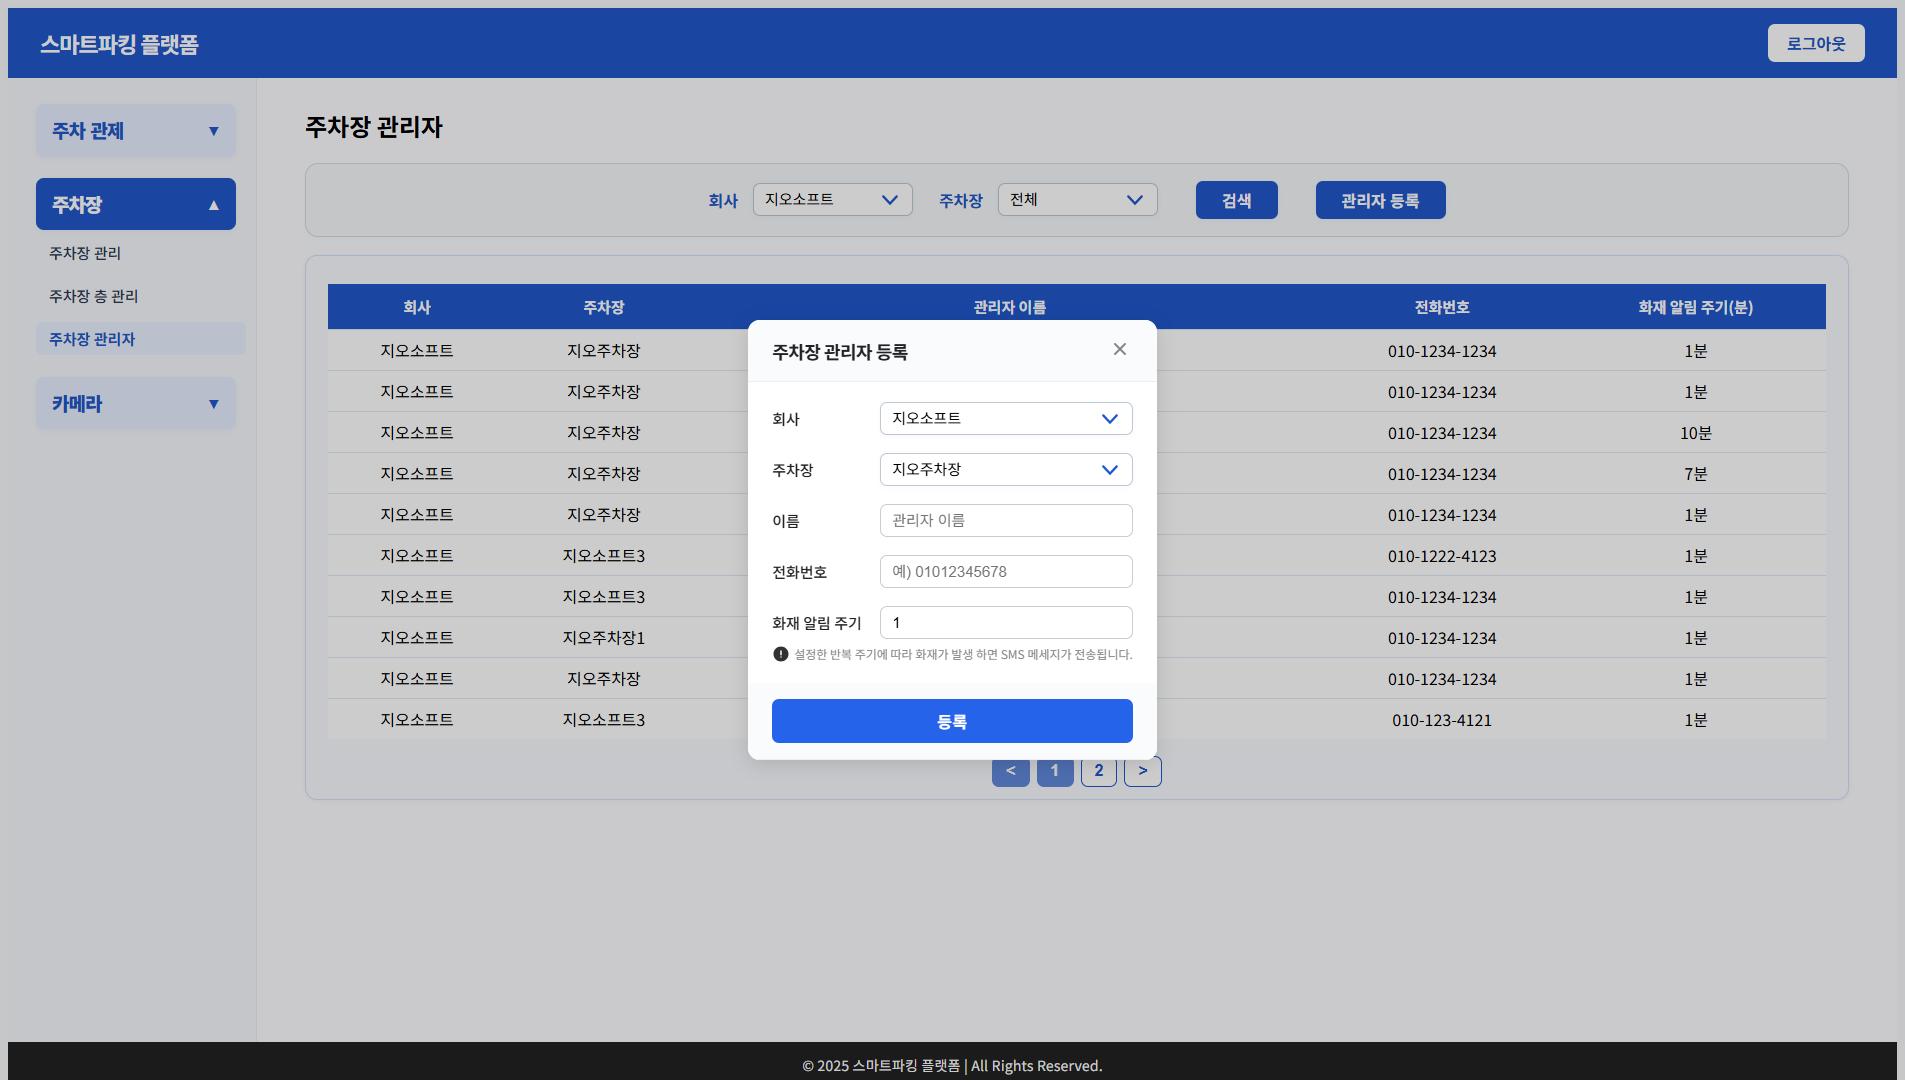 스마트파킹 플랫폼
로그아웃
주차 관제 ▼
주차장 ▲
주차장 관리
주차장 층 관리
주차장 관리자
카메라 ▼
주차장 관리자
회사 지오소프트 주차장 전체 검색 관리자 등록
회사 주차장 관리자 이름 전화번호 화재 알림 주기(분)
지오소프트 지오주차장 010-1234-1234 1분
지오소프트 지오주차장 010-1234-1234 1분
지오소프트 지오주차장 010-1234-1234 10분
지오소프트 지오주차장 010-1234-1234 7분
지오소프트 지오주차장 010-1234-1234 1분
지오소프트 지오소프트3 010-1222-4123 1분
지오소프트 지오소프트3 010-1234-1234 1분
지오소프트 지오주차장1 010-1234-1234 1분
지오소프트 지오주차장 010-1234-1234 1분
지오소프트 지오소프트3 010-123-4121 1분
< 1 2 >
주차장 관리자 등록 ✕
회사 지오소프트
주차장 지오주차장
이름 관리자 이름
전화번호 예) 01012345678
화재 알림 주기 1
설정한 반복 주기에 따라 화재가 발생 하면 SMS 메세지가 전송됩니다.
등록
© 2025 스마트파킹 플랫폼 | All Rights Reserved.